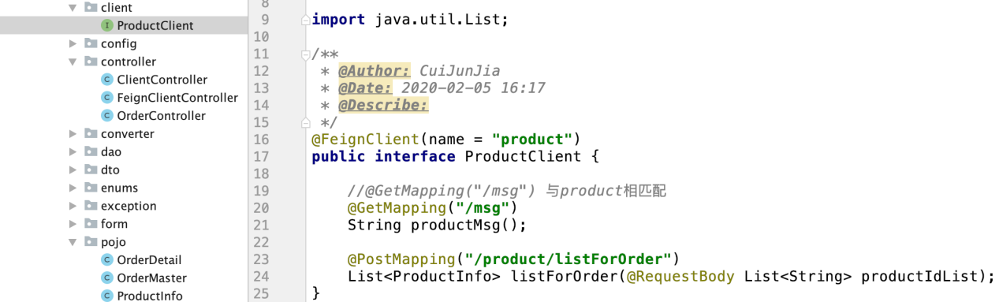 client
ProductClient
config
controller
ClientController
FeignClientController
OrderController
converter
dao
dto
enums
exception
form
pojo
OrderDetail
OrderMaster
ProductInfo
8
9 import java.util.List;
10
11 /**
12 * @Author: CuiJunJia
13 * @Date: 2020-02-05 16:17
14 * @Describe:
15 */
16 @FeignClient(name = "product")
17 public interface ProductClient {
18
19 //@GetMapping("/msg") 与product相匹配
20 @GetMapping("/msg")
21 String productMsg();
22
23 @PostMapping("/product/listForOrder")
24 List<ProductInfo> listForOrder(@RequestBody List<String> productIdList);
25 }